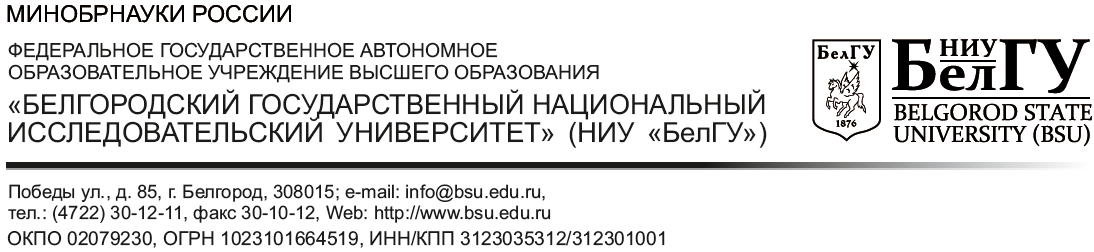 МИНОБРНАУКИ РОССИИ
ФЕДЕРАЛЬНОЕ ГОСУДАРСТВЕННОЕ АВТОНОМНОЕ
ОБРАЗОВАТЕЛЬНОЕ УЧРЕЖДЕНИЕ ВЫСШЕГО ОБРАЗОВАНИЯ
«БЕЛГОРОДСКИЙ ГОСУДАРСТВЕННЫЙ НАЦИОНАЛЬНЫЙ
ИССЛЕДОВАТЕЛЬСКИЙ УНИВЕРСИТЕТ» (НИУ «БелГУ»)
БелГУ
1876
НИУ
БелГУ
BELGOROD STATE
UNIVERSITY (BSU)
Победы ул., д. 85, г. Белгород, 308015; e-mail: info@bsu.edu.ru,
тел.: (4722) 30-12-11, факс 30-10-12, Web: http://www.bsu.edu.ru
ОКПО 02079230, ОГРН 1023101664519, ИНН/КПП 3123035312/312301001